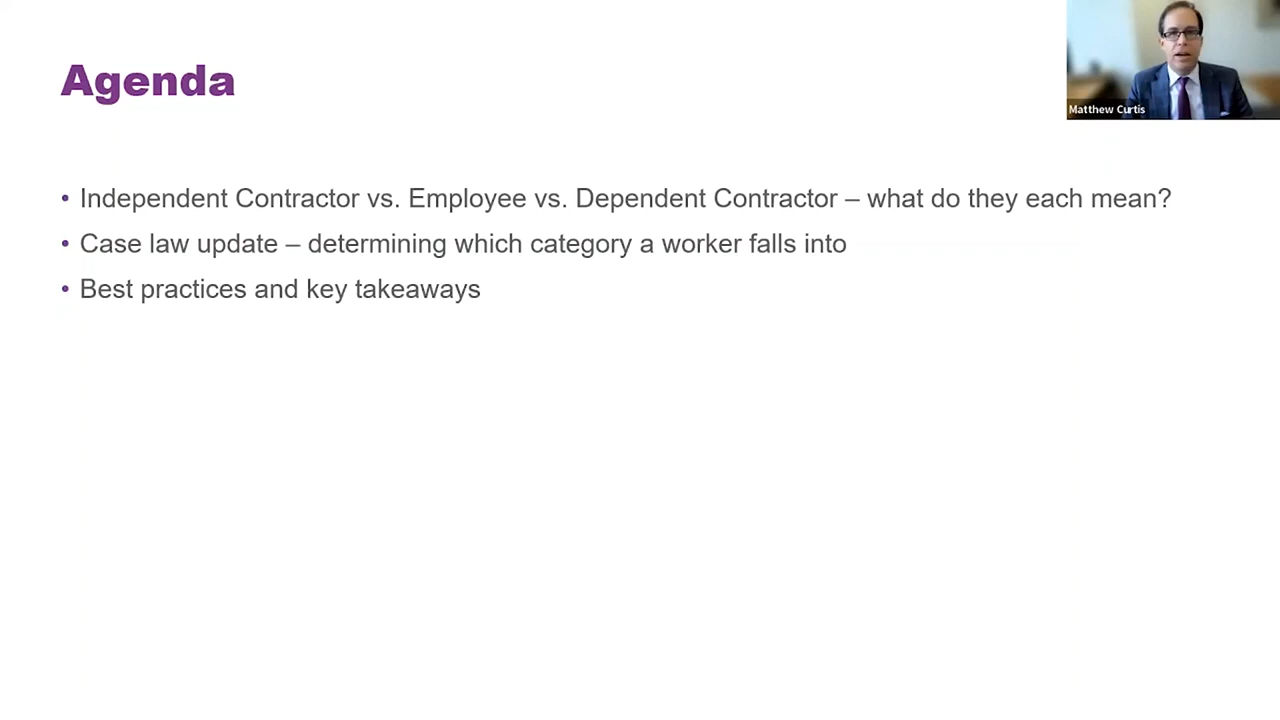 Agenda
Matthew Curtis
• Independent Contractor vs. Employee vs. Dependent Contractor – what do they each mean?
• Case law update – determining which category a worker falls into
• Best practices and key takeaways